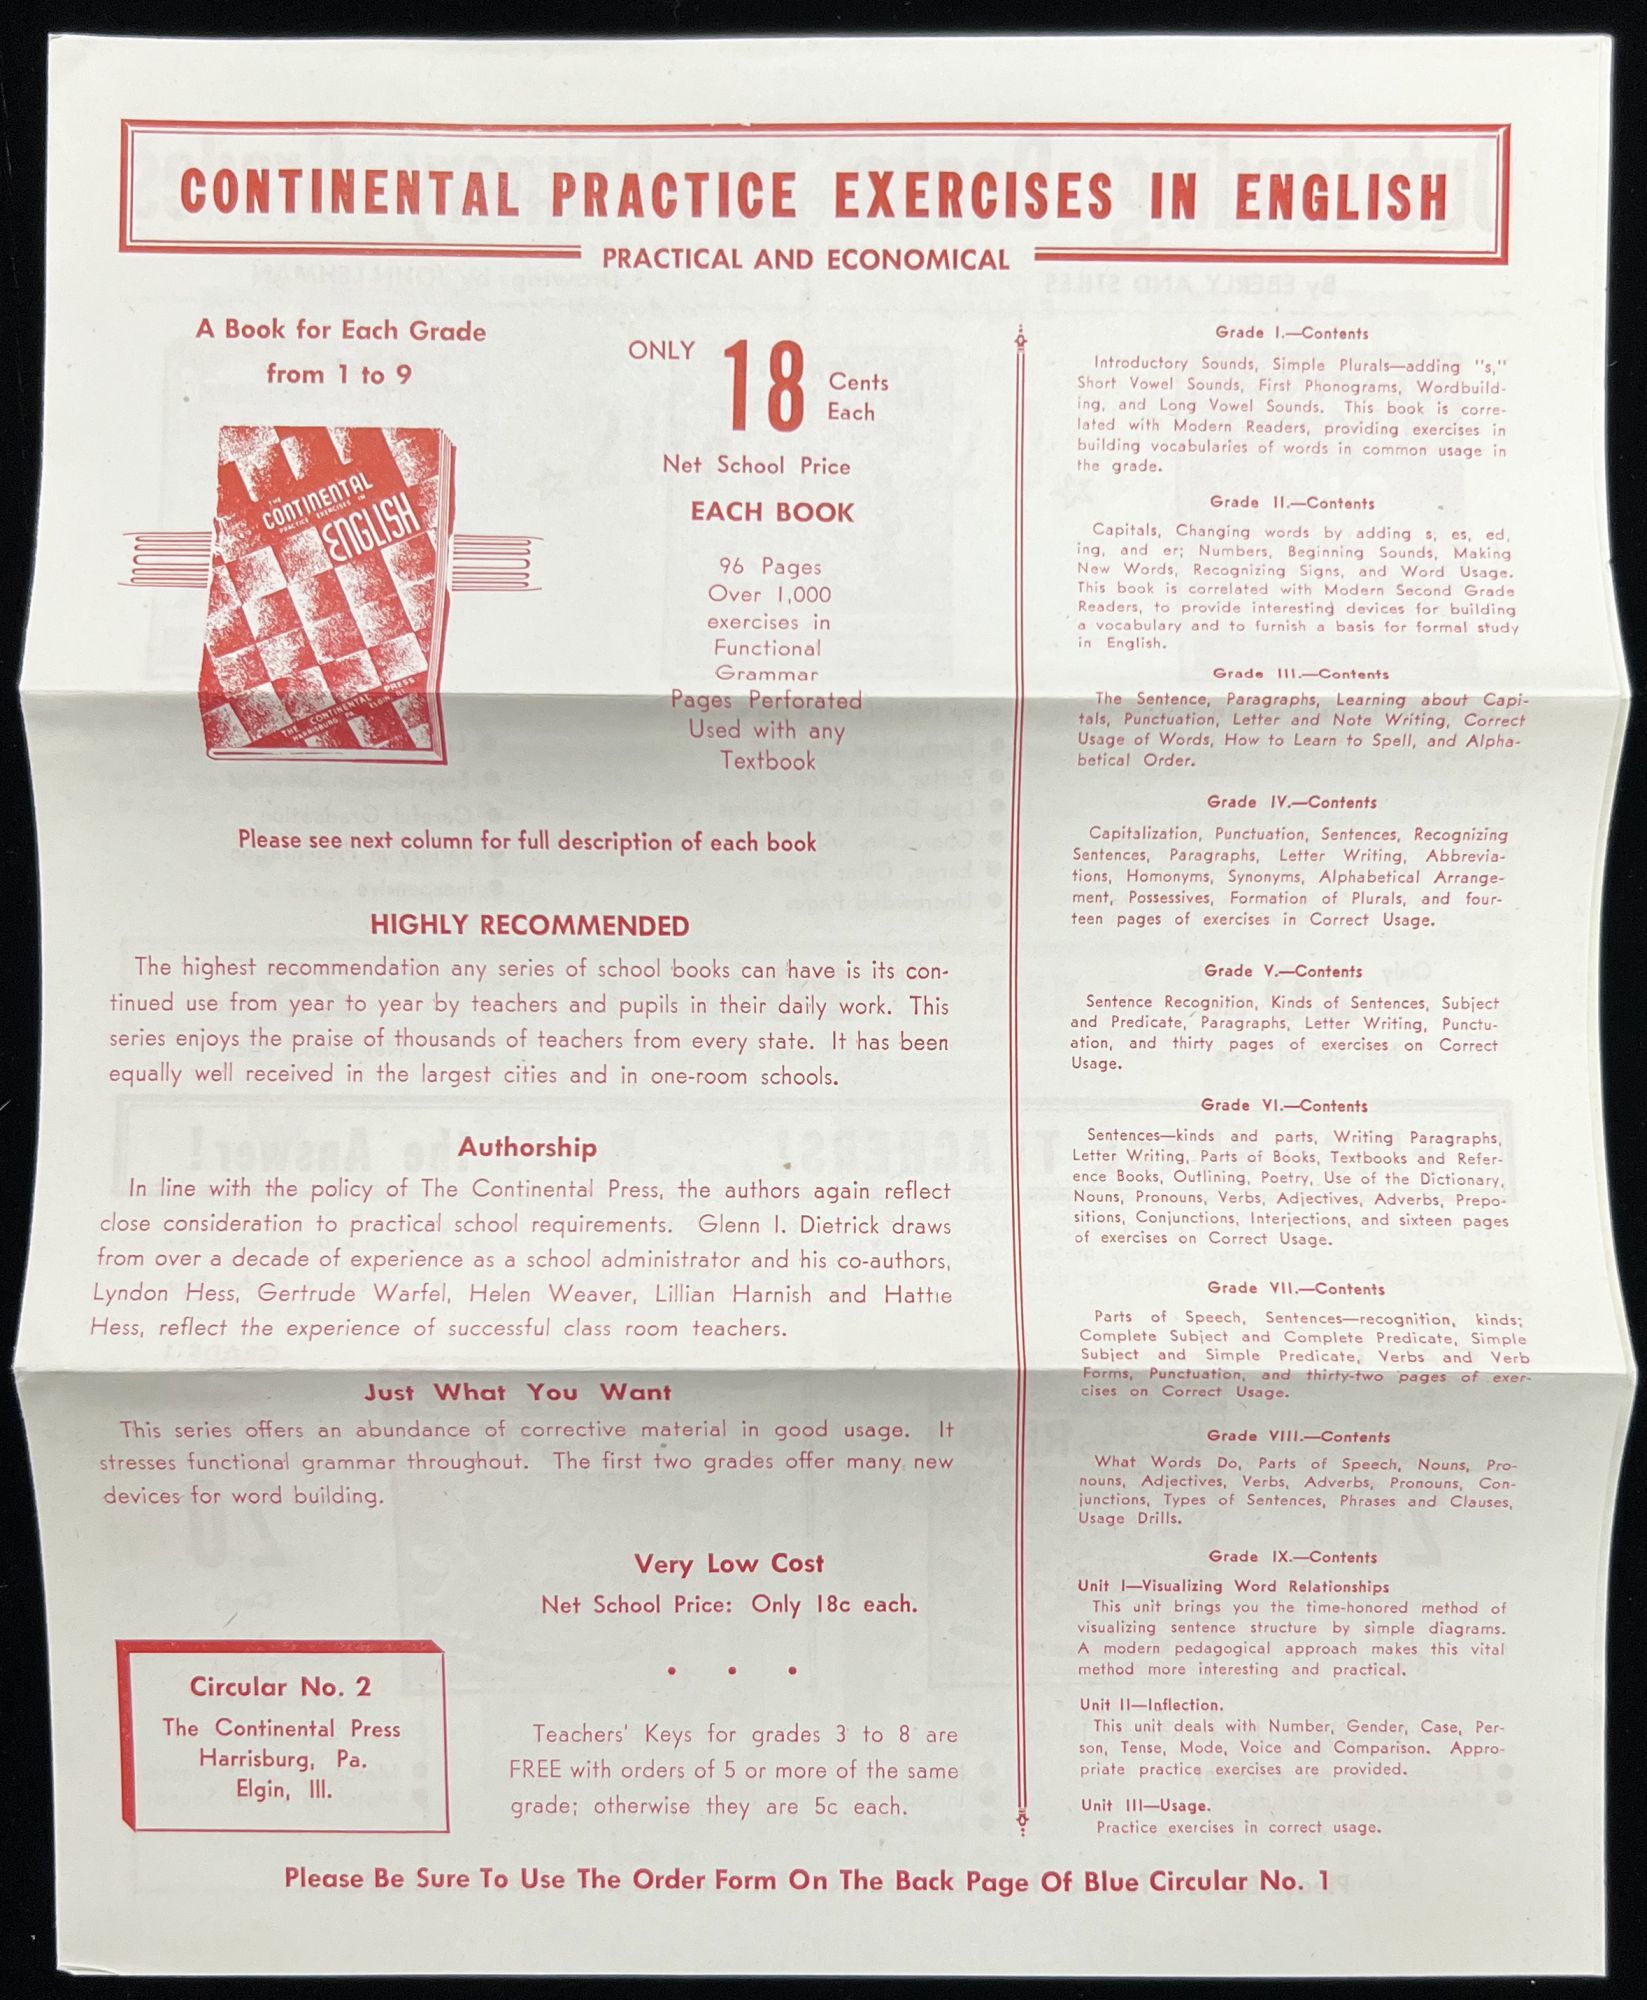 CONTINENTAL PRACTICE EXERCISES IN ENGLISH
PRACTICAL AND ECONOMICAL
A Book for Each Grade
from 1 to 9
THE
CONTINENTAL
PRACTICE EXERCISES IN
ENGLISH
THE CONTINENTAL PRESS
HARRISBURG, PA. ELGIN, ILL.
ONLY 18 Cents
Each
Net School Price
EACH BOOK
96 Pages
Over 1,000
exercises in
Functional
Grammar
Pages Perforated
Used with any
Textbook
Please see next column for full description of each book
HIGHLY RECOMMENDED
The highest recommendation any series of school books can have is its con-
tinued use from year to year by teachers and pupils in their daily work. This
series enjoys the praise of thousands of teachers from every state. It has been
equally well received in the largest cities and in one-room schools.
Authorship
In line with the policy of The Continental Press, the authors again reflect
close consideration to practical school requirements. Glenn I. Dietrick draws
from over a decade of experience as a school administrator and his co-authors,
Lyndon Hess, Gertrude Warfel, Helen Weaver, Lillian Harnish and Hattie
Hess, reflect the experience of successful class room teachers.
Just What You Want
This series offers an abundance of corrective material in good usage. It
stresses functional grammar throughout. The first two grades offer many new
devices for word building.
Very Low Cost
Net School Price: Only 18c each.
• • •
Circular No. 2
The Continental Press
Harrisburg, Pa.
Elgin, Ill.
Teachers' Keys for grades 3 to 8 are
FREE with orders of 5 or more of the same
grade; otherwise they are 5c each.
Grade I.—Contents
Introductory Sounds, Simple Plurals—adding "s,"
Short Vowel Sounds, First Phonograms, Wordbuild-
ing, and Long Vowel Sounds. This book is corre-
lated with Modern Readers, providing exercises in
building vocabularies of words in common usage in
the grade.
Grade II.—Contents
Capitals, Changing words by adding s, es, ed,
ing, and er; Numbers, Beginning Sounds, Making
New Words, Recognizing Signs, and Word Usage.
This book is correlated with Modern Second Grade
Readers, to provide interesting devices for building
a vocabulary and to furnish a basis for formal study
in English.
Grade III.—Contents
The Sentence, Paragraphs, Learning about Capi-
tals, Punctuation, Letter and Note Writing, Correct
Usage of Words, How to Learn to Spell, and Alpha-
betical Order.
Grade IV.—Contents
Capitalization, Punctuation, Sentences, Recognizing
Sentences, Paragraphs, Letter Writing, Abbrevia-
tions, Homonyms, Synonyms, Alphabetical Arrange-
ment, Possessives, Formation of Plurals, and four-
teen pages of exercises in Correct Usage.
Grade V.—Contents
Sentence Recognition, Kinds of Sentences, Subject
and Predicate, Paragraphs, Letter Writing, Punctu-
ation, and thirty pages of exercises on Correct
Usage.
Grade VI.—Contents
Sentences—kinds and parts, Writing Paragraphs,
Letter Writing, Parts of Books, Textbooks and Refer-
ence Books, Outlining, Poetry, Use of the Dictionary,
Nouns, Pronouns, Verbs, Adjectives, Adverbs, Prepo-
sitions, Conjunctions, Interjections, and sixteen pages
of exercises on Correct Usage.
Grade VII.—Contents
Parts of Speech, Sentences—recognition, kinds;
Complete Subject and Complete Predicate, Simple
Subject and Simple Predicate, Verbs and Verb
Forms, Punctuation, and thirty-two pages of exer-
cises on Correct Usage.
Grade VIII.—Contents
What Words Do, Parts of Speech, Nouns, Pro-
nouns, Adjectives, Verbs, Adverbs, Pronouns, Con-
junctions, Types of Sentences, Phrases and Clauses,
Usage Drills.
Grade IX.—Contents
Unit I—Visualizing Word Relationships
This unit brings you the time-honored method of
visualizing sentence structure by simple diagrams.
A modern pedagogical approach makes this vital
method more interesting and practical.
Unit II—Inflection.
This unit deals with Number, Gender, Case, Per-
son, Tense, Mode, Voice and Comparison. Appro-
priate practice exercises are provided.
Unit III—Usage.
Practice exercises in correct usage.
Please Be Sure To Use The Order Form On The Back Page Of Blue Circular No. 1